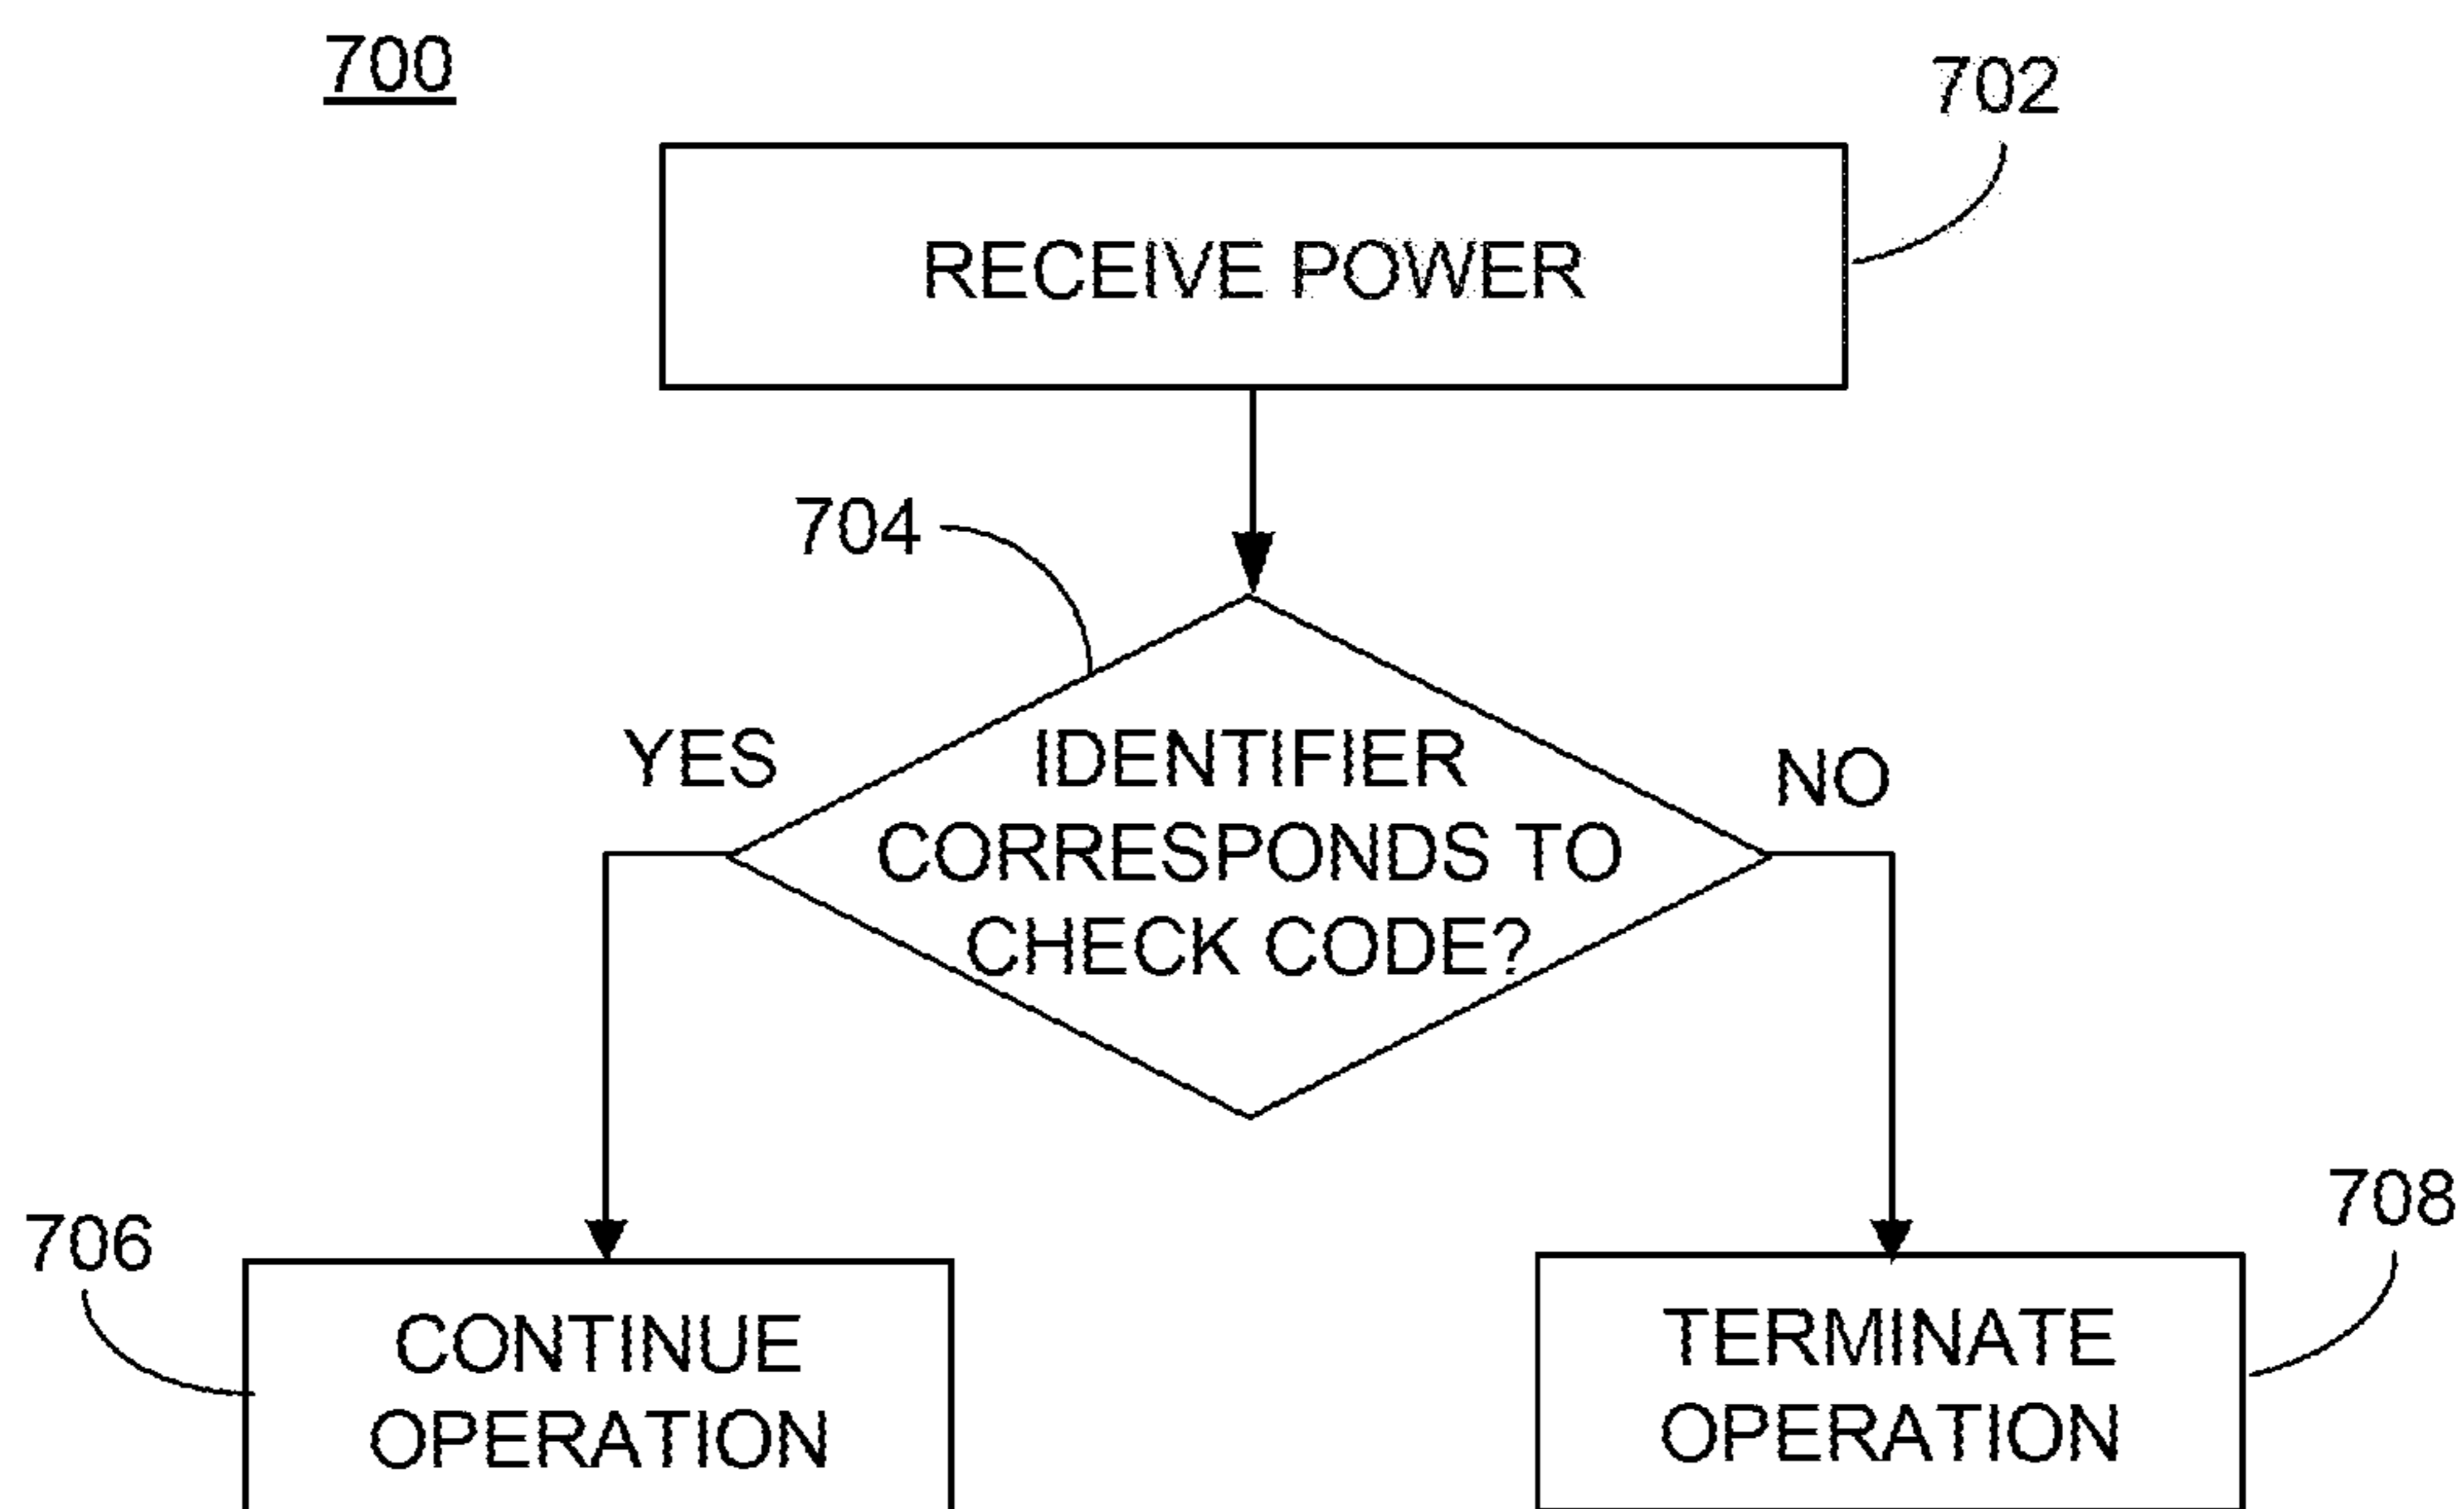 700
702
RECEIVE POWER
704
YES
IDENTIFIER
CORRESPONDS TO
CHECK CODE?
NO
706
CONTINUE
OPERATION
708
TERMINATE
OPERATION